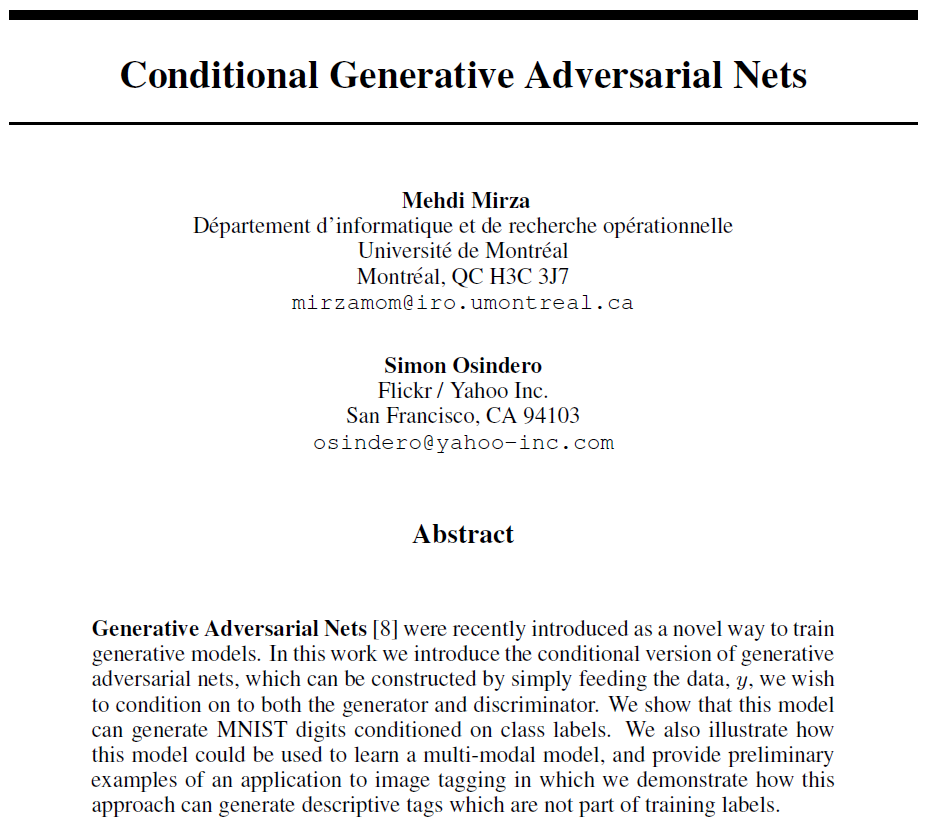 Conditional Generative Adversarial Nets
Mehdi Mirza
Département d'informatique et de recherche opérationnelle
Université de Montréal
Montréal, QC H3C 3J7
mirzamom@iro.umontreal.ca
Simon Osindero
Flickr / Yahoo Inc.
San Francisco, CA 94103
osindero@yahoo-inc.com
Abstract
Generative Adversarial Nets [8] were recently introduced as a novel way to train
generative models. In this work we introduce the conditional version of generative
adversarial nets, which can be constructed by simply feeding the data, y, we wish
to condition on to both the generator and discriminator. We show that this model
can generate MNIST digits conditioned on class labels. We also illustrate how
this model could be used to learn a multi-modal model, and provide preliminary
examples of an application to image tagging in which we demonstrate how this
approach can generate descriptive tags which are not part of training labels.